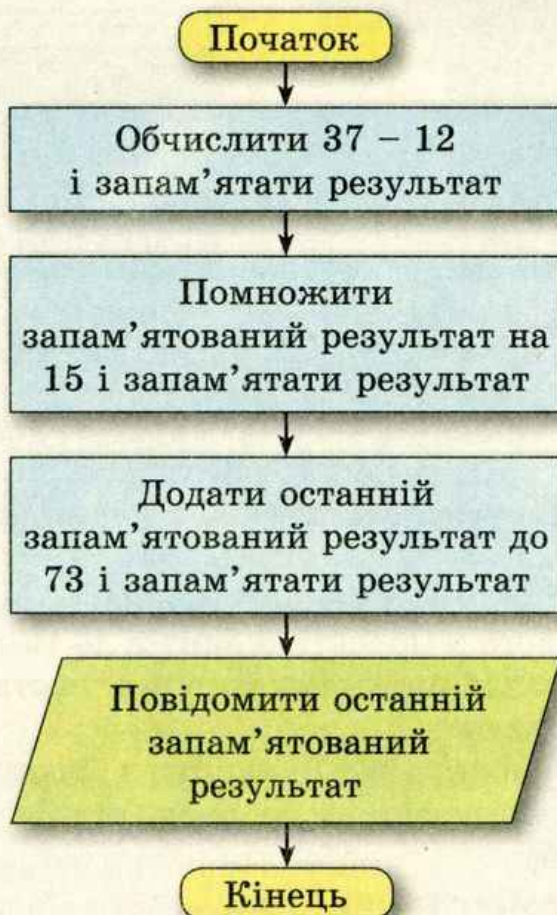 Початок
Обчислити 37 – 12
і запам’ятати результат
Помножити
запам’ятований результат на
15 і запам’ятати результат
Додати останній
запам’ятований результат до
73 і запам’ятати результат
Повідомити останній
запам’ятований
результат
Кінець